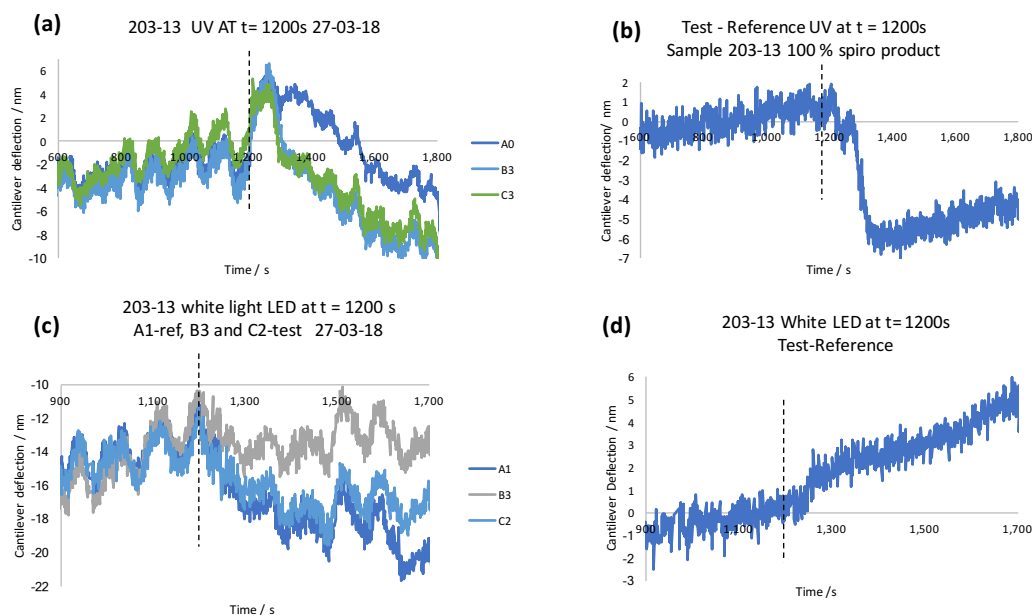 (a)
203-13 UV AT t= 1200s 27-03-18
Cantilever deflection / nm
6
4
2
0
-2
-4
-6
-8
-10
600
800
1,000
1,200
1,400
1,600
1,800
Time / s
A0
B3
C3
(b)
Test - Reference UV at t = 1200s
Sample 203-13 100 % spiro product
Cantilever deflection/ nm
2
1
0
-1
-2
-3
-4
-5
-6
-7
600
800
1,000
1,200
1,400
1,600
1,800
Time / s
(c)
203-13 white light LED at t = 1200 s
A1-ref, B3 and C2-test 27-03-18
Cantilever deflection / nm
-10
-12
-14
-16
-18
-20
-22
900
1,100
1,300
1,500
1,700
Time / s
A1
B3
C2
(d)
203-13 White LED at t= 1200s
Test-Reference
Cantilever Deflection / nm
6
5
4
3
2
1
0
-1
-2
-3
900
1,100
1,300
1,500
1,700
Time / s